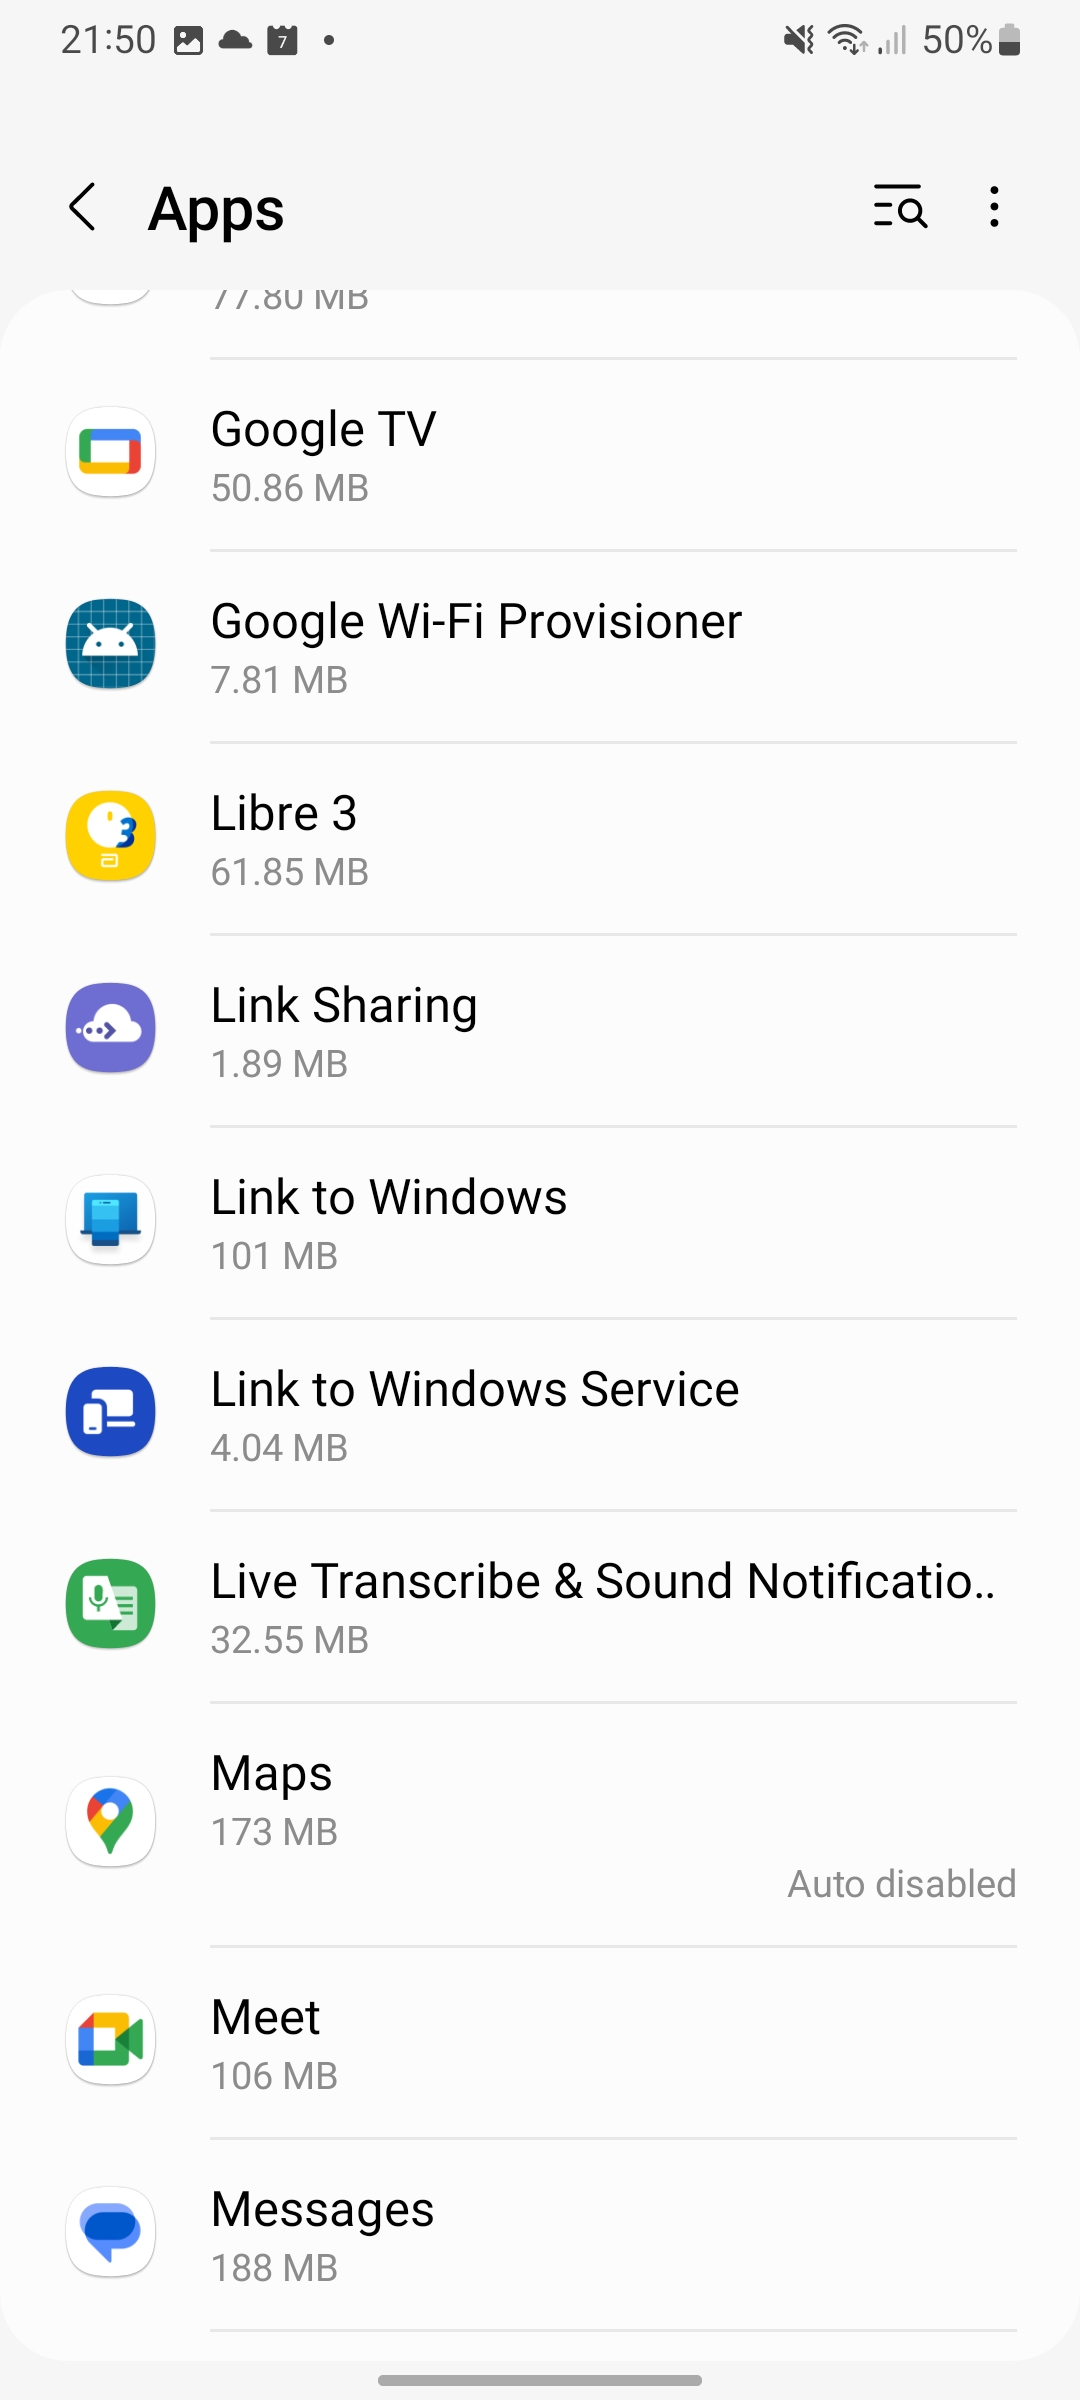 21:50
7
50%
Apps
77.80 MB
Google TV
50.86 MB
Google Wi-Fi Provisioner
7.81 MB
3
Libre 3
61.85 MB
Link Sharing
1.89 MB
Link to Windows
101 MB
Link to Windows Service
4.04 MB
Live Transcribe & Sound Notificatio..
32.55 MB
Maps
173 MB
Auto disabled
Meet
106 MB
Messages
188 MB